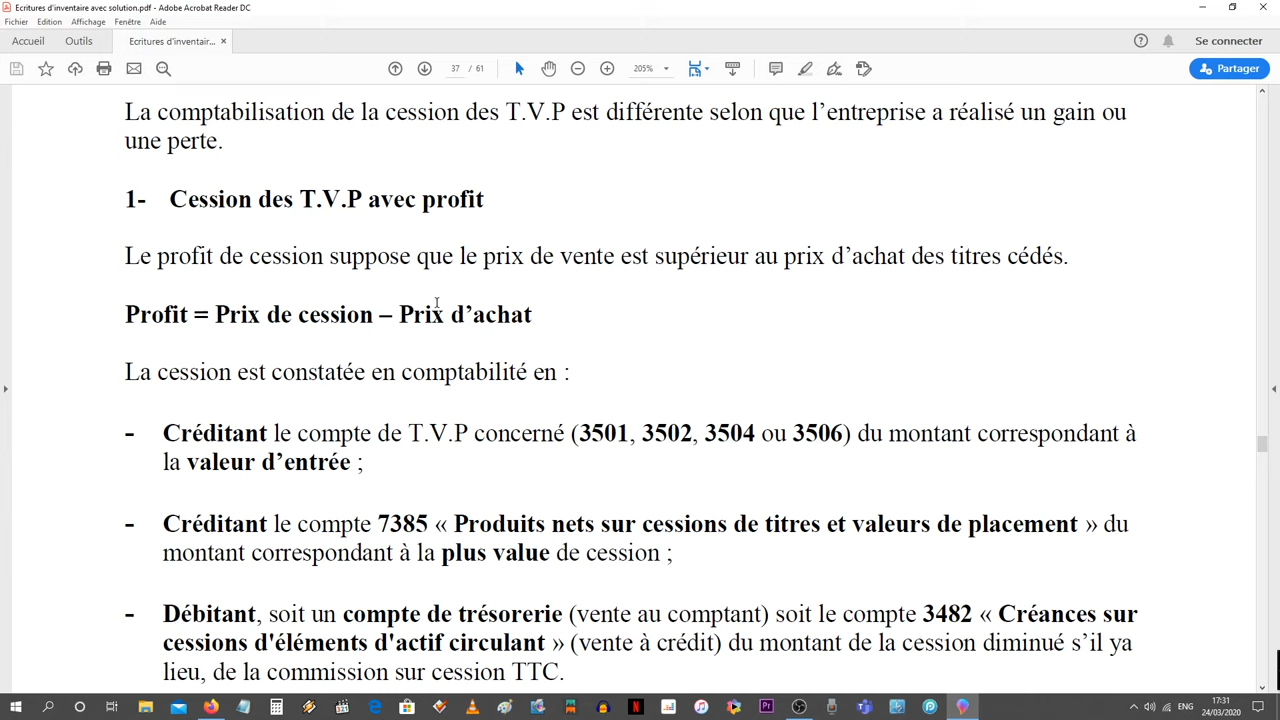 Ecritures d'inventaire avec solution.pdf - Adobe Acrobat Reader DC
Fichier Edition Affichage Fenêtre Aide
Accueil Outils Ecritures d'inventair... × Se connecter
37 / 61 205% Partager
La comptabilisation de la cession des T.V.P est différente selon que l’entreprise a réalisé un gain ou
une perte.
1- Cession des T.V.P avec profit
Le profit de cession suppose que le prix de vente est supérieur au prix d’achat des titres cédés.
Profit = Prix de cession – Prix d’achat
La cession est constatée en comptabilité en :
- Créditant le compte de T.V.P concerné (3501, 3502, 3504 ou 3506) du montant correspondant à
la valeur d’entrée ;
- Créditant le compte 7385 « Produits nets sur cessions de titres et valeurs de placement » du
montant correspondant à la plus value de cession ;
- Débitant, soit un compte de trésorerie (vente au comptant) soit le compte 3482 « Créances sur
cessions d'éléments d'actif circulant » (vente à crédit) du montant de la cession diminué s’il ya
lieu, de la commission sur cession TTC.
ENG 17:31
24/03/2020